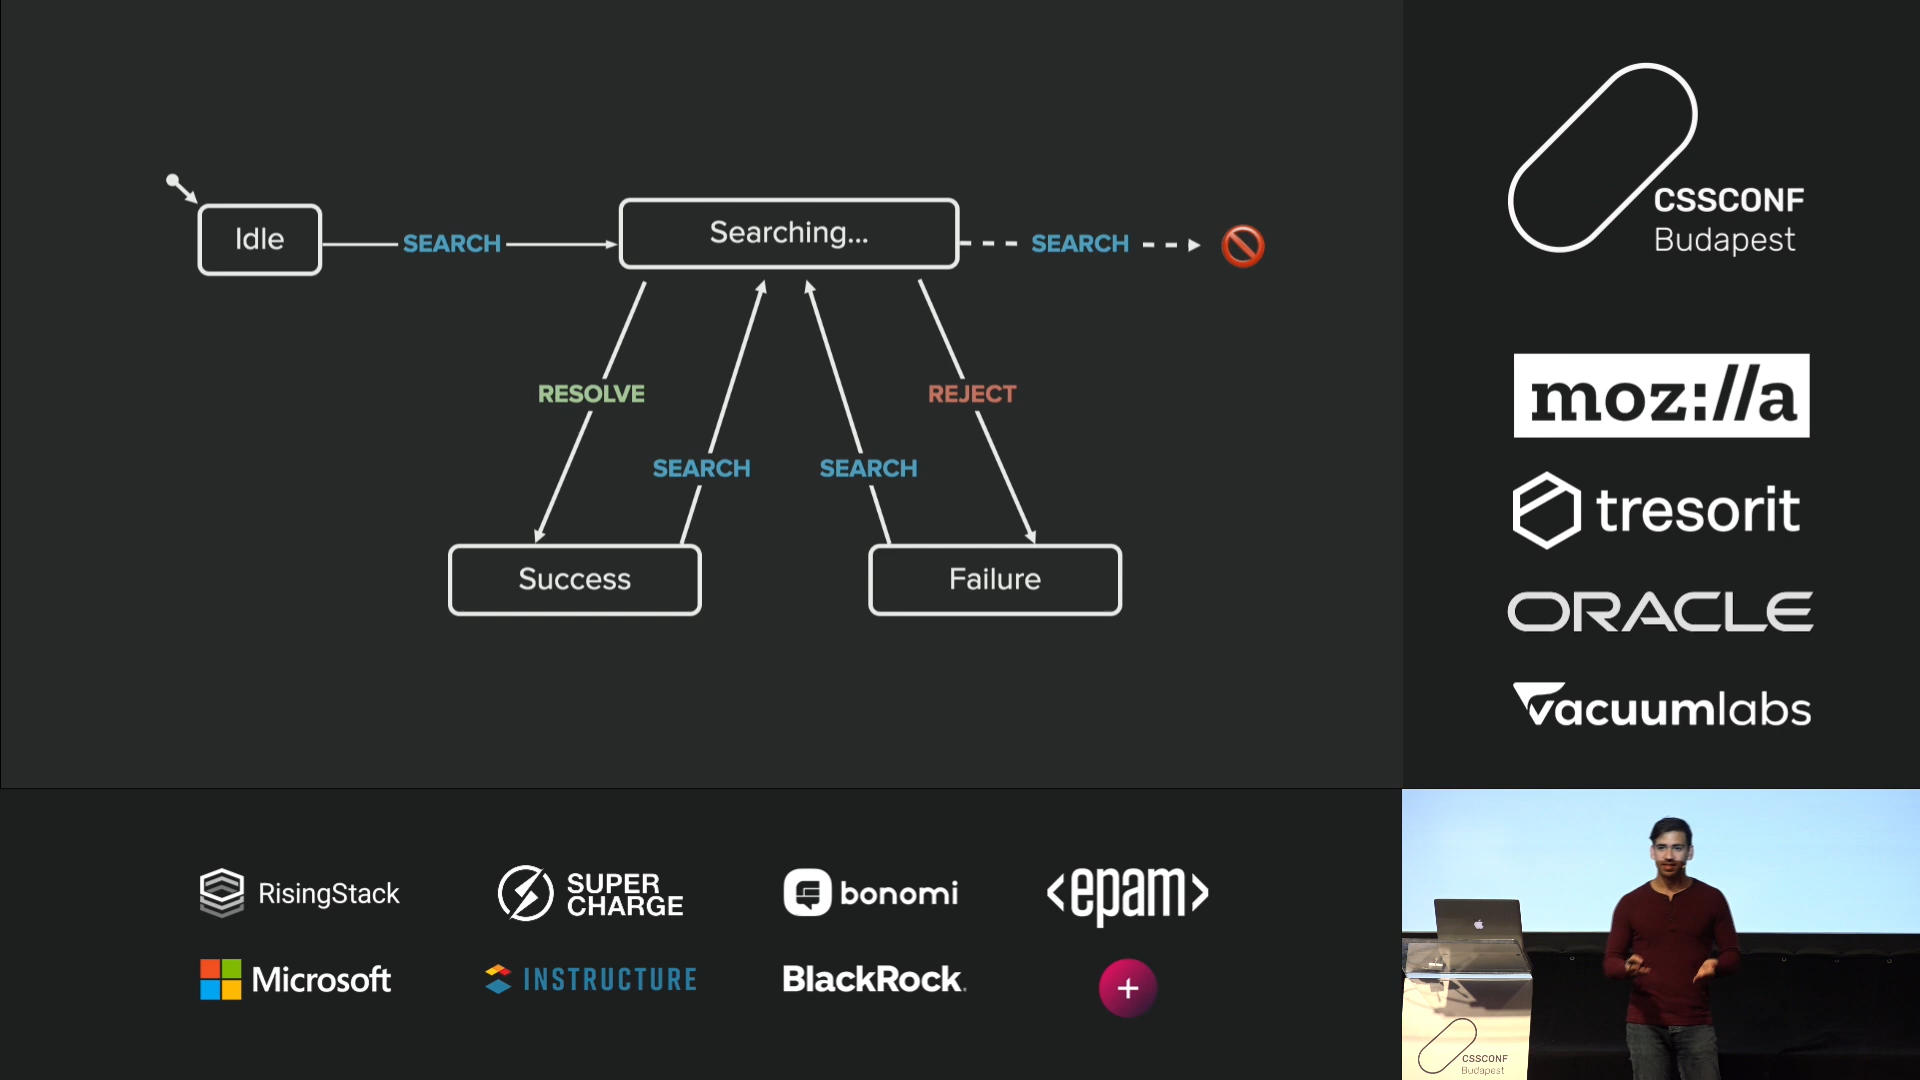 Idle
SEARCH
Searching...
SEARCH
RESOLVE
REJECT
SEARCH
SEARCH
Success
Failure
CSSCONF
Budapest
moz://a
tresorit
ORACLE
vacuumlabs
RisingStack
SUPER
CHARGE
bonomi
<epam>
Microsoft
INSTRUCTURE
BlackRock.
+
CSSCONF
Budapest